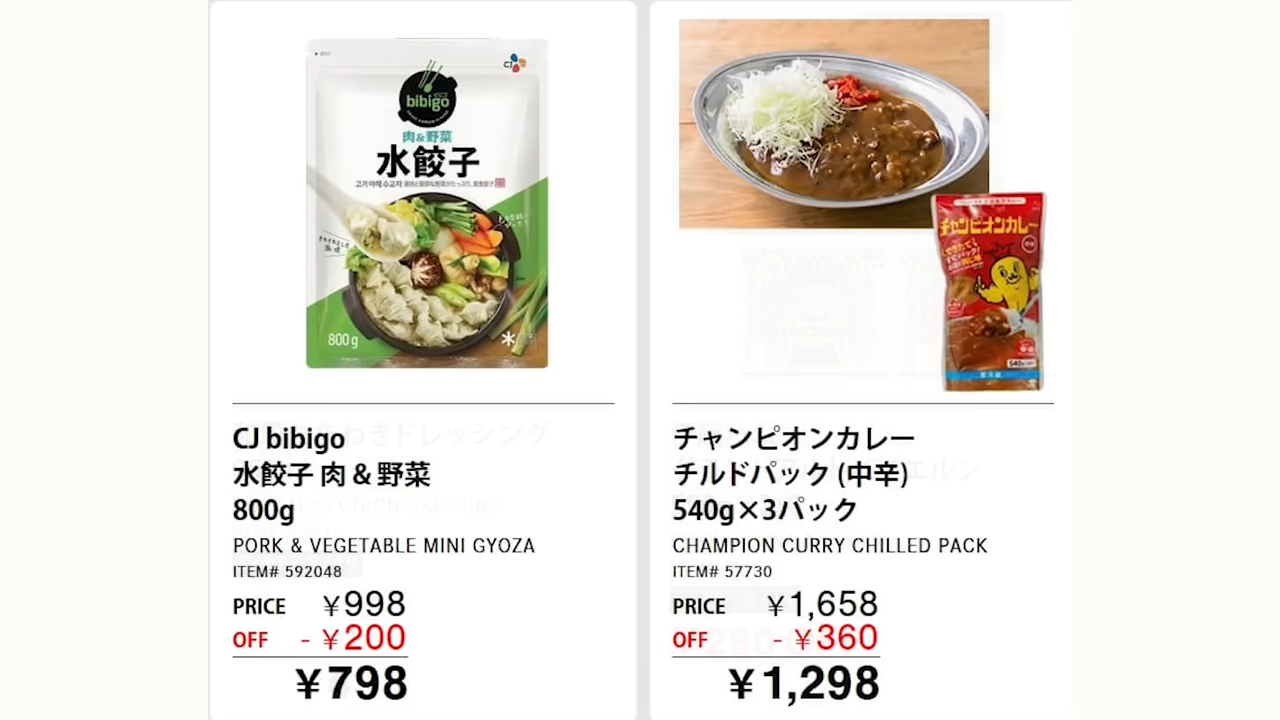 CJ
bibigo
肉&野菜
水餃子
800g
CJ bibigo
水餃子 肉 & 野菜
800g
PORK & VEGETABLE MINI GYOZA
ITEM# 592048
PRICE ¥998
OFF - ¥200
¥798
チャンピオンカレー
540g
チャンピオンカレー
チルドパック (中辛)
540g×3パック
CHAMPION CURRY CHILLED PACK
ITEM# 57730
PRICE ¥1,658
OFF - ¥360
¥1,298